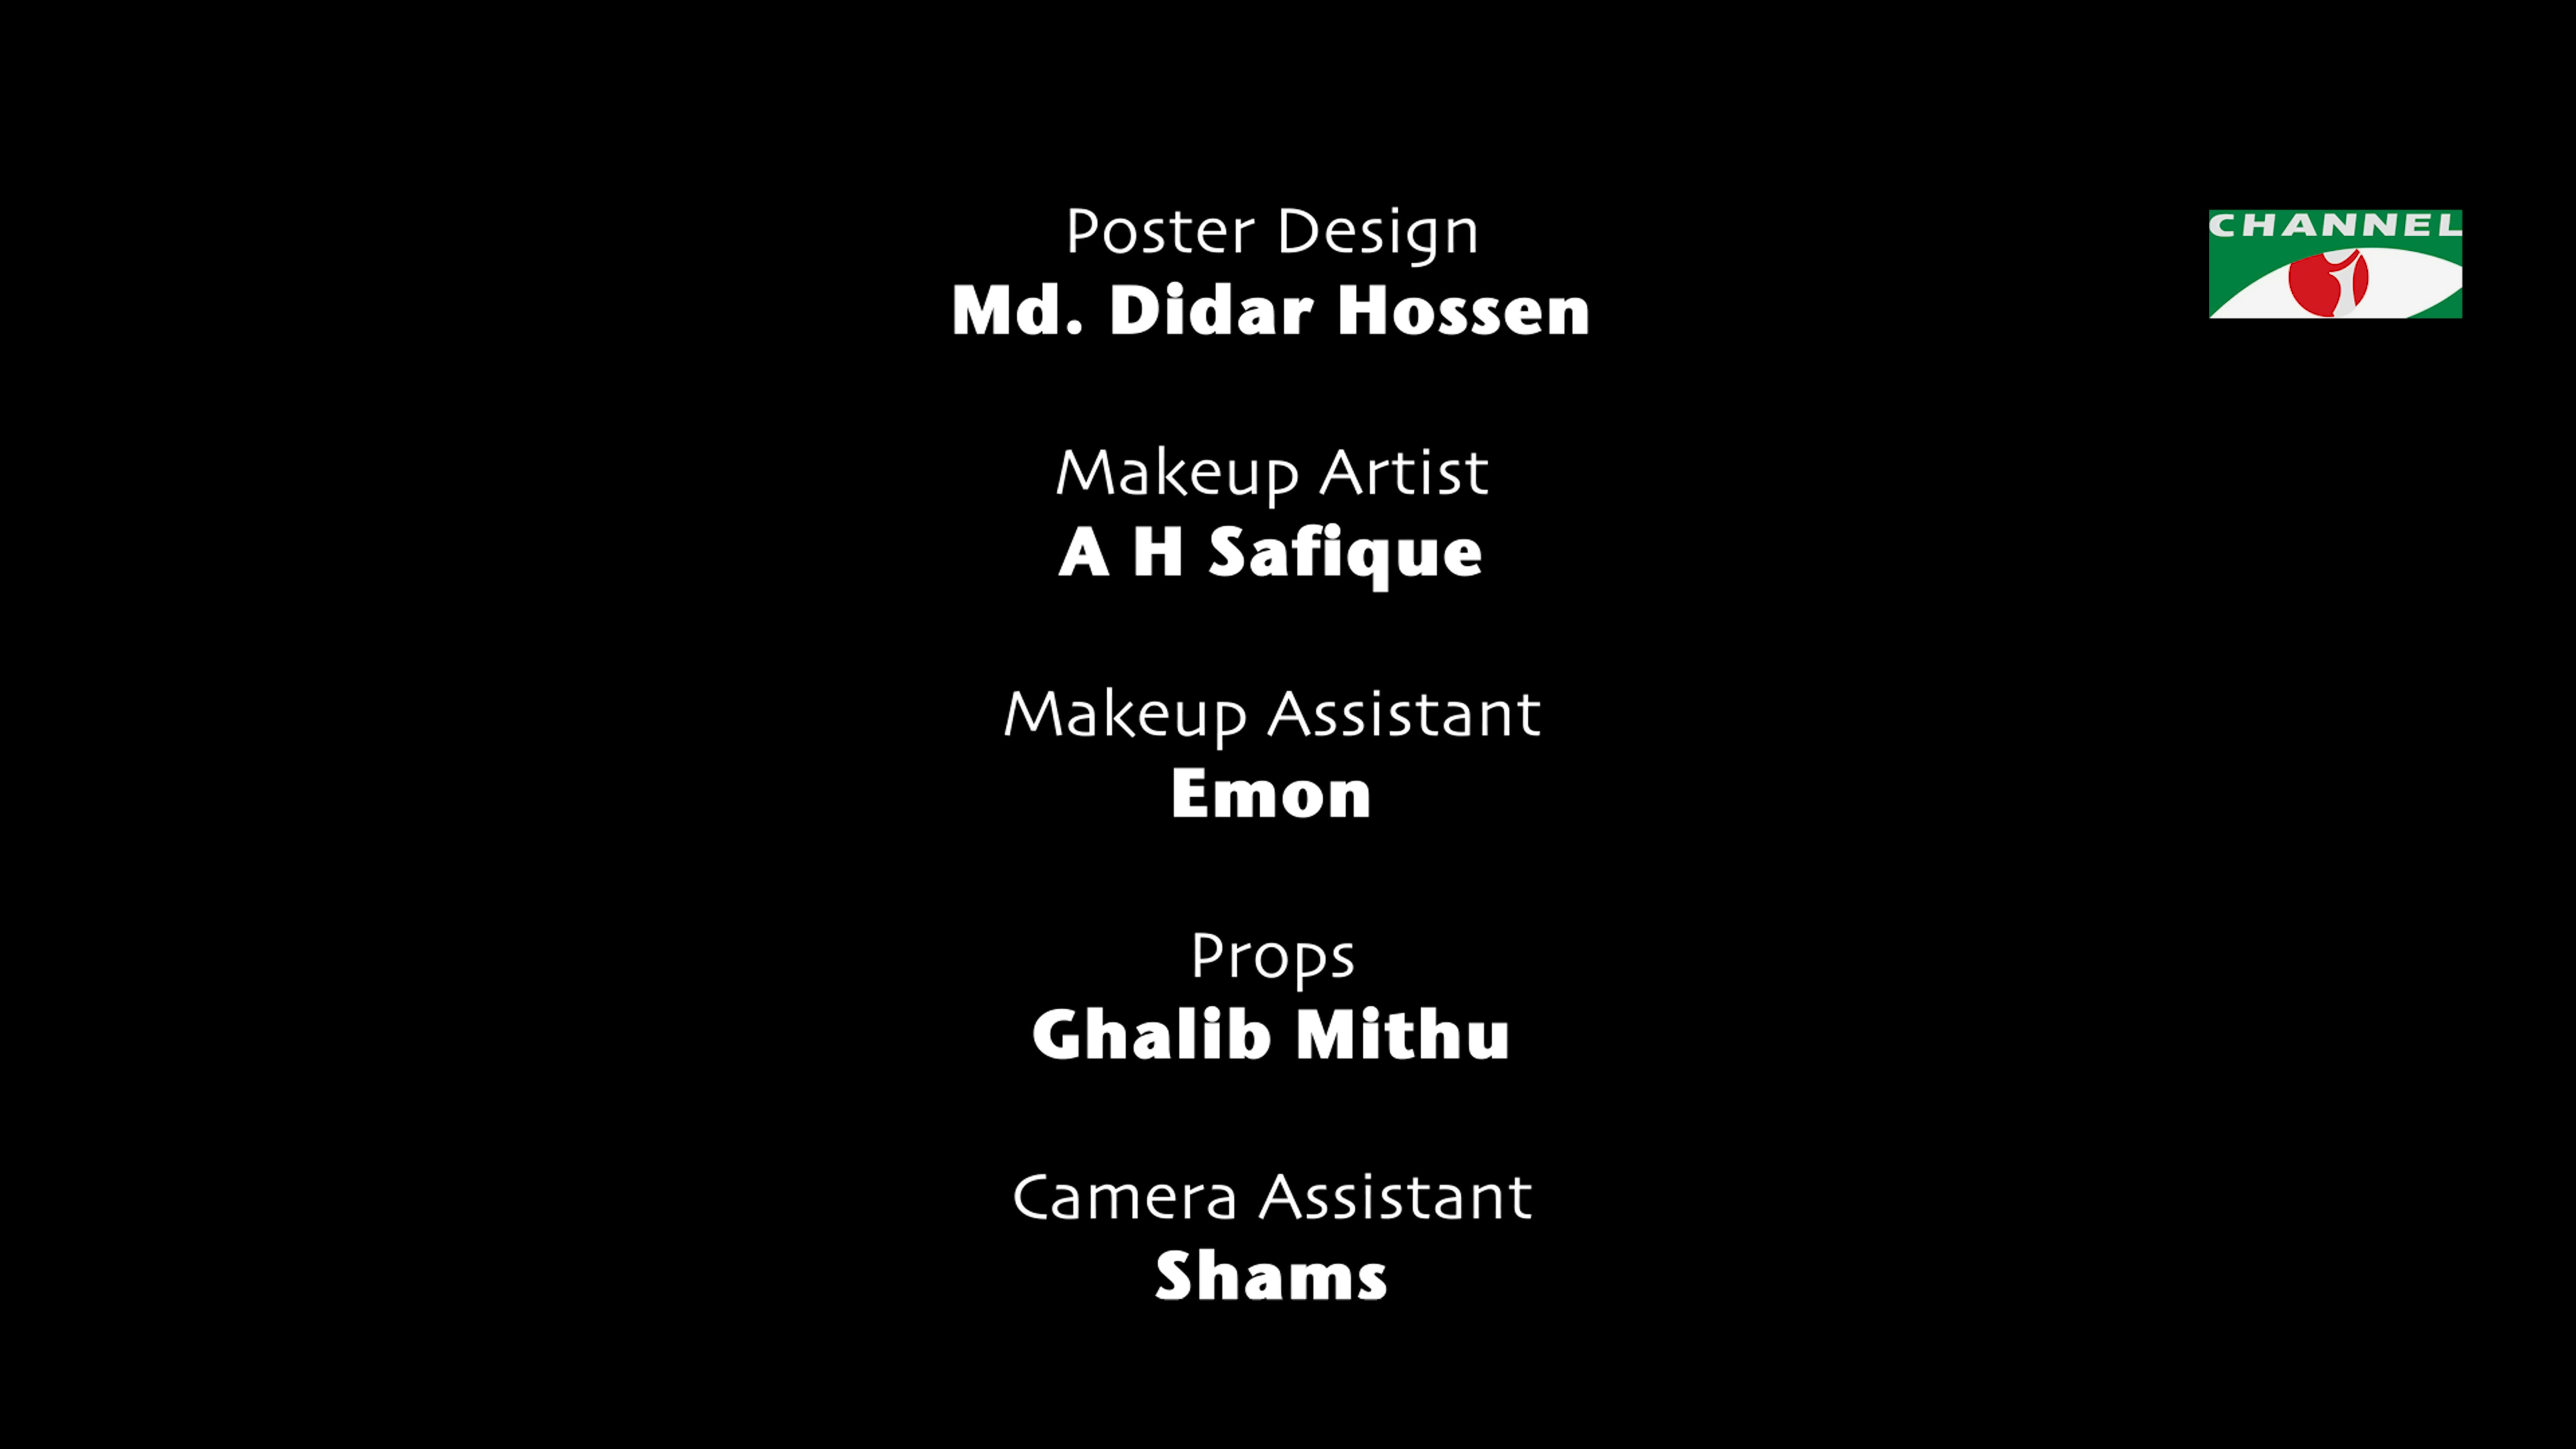 Poster Design
Md. Didar Hossen
CHANNEL
Makeup Artist
A H Safique
Makeup Assistant
Emon
Props
Ghalib Mithu
Camera Assistant
Shams